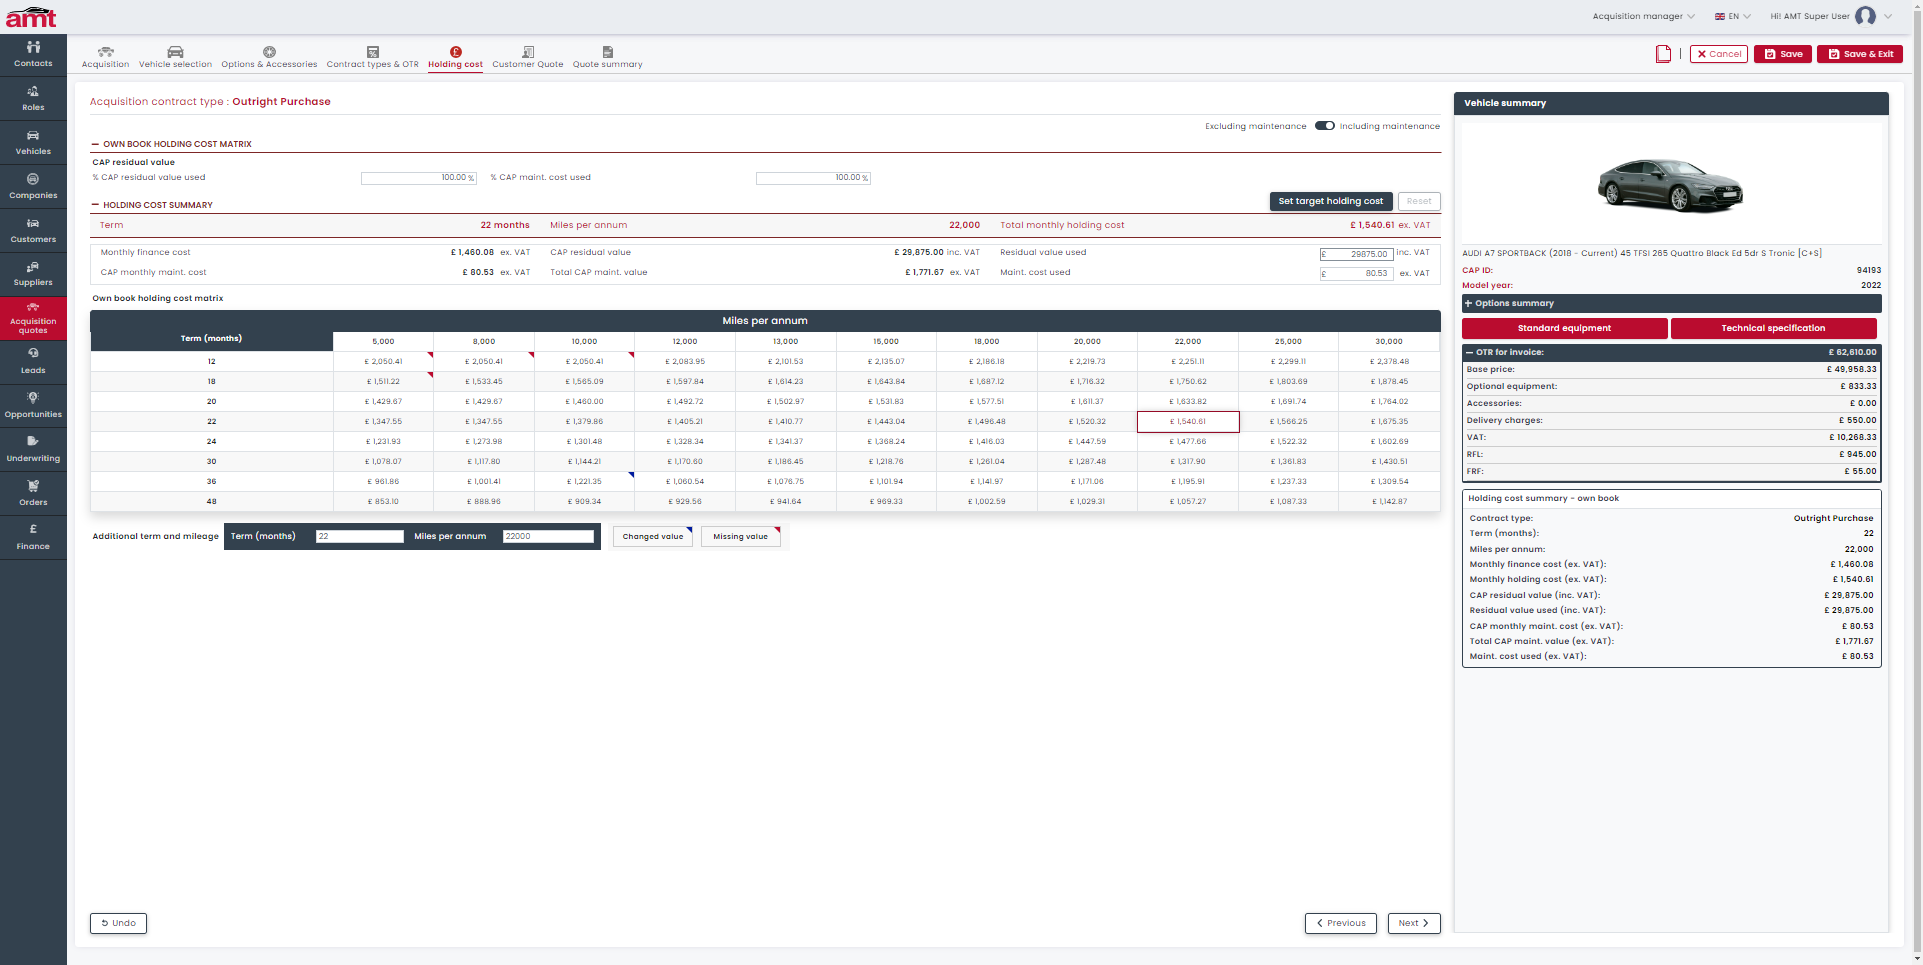 amt
Acquisition manager
EN
Hi! AMT Super User
Contacts
Roles
Vehicles
Companies
Customers
Suppliers
Acquisition
quotes
Leads
Opportunities
Underwriting
Orders
Finance
Acquisition Vehicle selection Options & Accessories Contract types & OTR Holding cost Customer Quote Quote summary
Cancel Save Save & Exit
Acquisition contract type : Outright Purchase
Excluding maintenance Including maintenance
OWN BOOK HOLDING COST MATRIX
CAP residual value
% CAP residual value used 100.00 % % CAP maint. cost used 100.00 %
HOLDING COST SUMMARY
Set target holding cost Reset
Term 22 months Miles per annum 22,000 Total monthly holding cost £ 1,540.61 ex. VAT
Monthly finance cost £ 1,460.08 ex. VAT CAP residual value £ 29,875.00 inc. VAT Residual value used £ 29875.00 inc. VAT
CAP monthly maint. cost £ 80.53 ex. VAT Total CAP maint. value £ 1,771.67 ex. VAT Maint. cost used £ 80.53 ex. VAT
Own book holding cost matrix
Miles per annum
Term (months) 5,000 8,000 10,000 12,000 13,000 15,000 18,000 20,000 22,000 25,000 30,000
12 £ 2,050.41 £ 2,050.41 £ 2,050.41 £ 2,083.95 £ 2,101.53 £ 2,135.07 £ 2,186.18 £ 2,219.73 £ 2,251.11 £ 2,299.11 £ 2,378.48
18 £ 1,511.22 £ 1,533.45 £ 1,565.09 £ 1,597.84 £ 1,614.23 £ 1,643.84 £ 1,687.12 £ 1,716.32 £ 1,750.62 £ 1,803.69 £ 1,878.45
20 £ 1,429.67 £ 1,429.67 £ 1,460.00 £ 1,492.72 £ 1,502.97 £ 1,531.83 £ 1,577.51 £ 1,611.37 £ 1,633.82 £ 1,691.74 £ 1,764.02
22 £ 1,347.55 £ 1,347.55 £ 1,379.86 £ 1,405.21 £ 1,410.77 £ 1,443.04 £ 1,496.48 £ 1,520.32 £ 1,540.61 £ 1,566.25 £ 1,675.35
24 £ 1,231.93 £ 1,273.98 £ 1,301.48 £ 1,328.34 £ 1,341.37 £ 1,368.24 £ 1,416.03 £ 1,447.59 £ 1,477.66 £ 1,522.32 £ 1,602.69
30 £ 1,078.07 £ 1,117.80 £ 1,144.21 £ 1,170.60 £ 1,186.45 £ 1,218.76 £ 1,261.04 £ 1,287.48 £ 1,317.90 £ 1,361.83 £ 1,430.51
36 £ 961.86 £ 1,001.41 £ 1,221.35 £ 1,060.54 £ 1,076.75 £ 1,101.94 £ 1,141.97 £ 1,171.06 £ 1,195.91 £ 1,237.33 £ 1,309.54
48 £ 853.10 £ 888.96 £ 909.34 £ 929.56 £ 941.64 £ 969.33 £ 1,002.59 £ 1,029.31 £ 1,057.27 £ 1,087.33 £ 1,142.87
Additional term and mileage Term (months) 22 Miles per annum 22000 Changed value Missing value
Undo Previous Next
Vehicle summary
AUDI A7 SPORTBACK (2018 - Current) 45 TFSI 265 Quattro Black Ed 5dr S Tronic [C+S]
CAP ID: 94193
Model year: 2022
+ Options summary
Standard equipment Technical specification
OTR for invoice: £ 62,610.00
Base price: £ 49,958.33
Optional equipment: £ 833.33
Accessories: £ 0.00
Delivery charges: £ 550.00
VAT: £ 10,268.33
RFL: £ 945.00
FRF: £ 55.00
Holding cost summary - own book
Contract type: Outright Purchase
Term (months): 22
Miles per annum: 22,000
Monthly finance cost (ex. VAT): £ 1,460.08
Monthly holding cost (ex. VAT): £ 1,540.61
CAP residual value (inc. VAT): £ 29,875.00
Residual value used (inc. VAT): £ 29,875.00
CAP monthly maint. cost (ex. VAT): £ 80.53
Total CAP maint. value (ex. VAT): £ 1,771.67
Maint. cost used (ex. VAT): £ 80.53